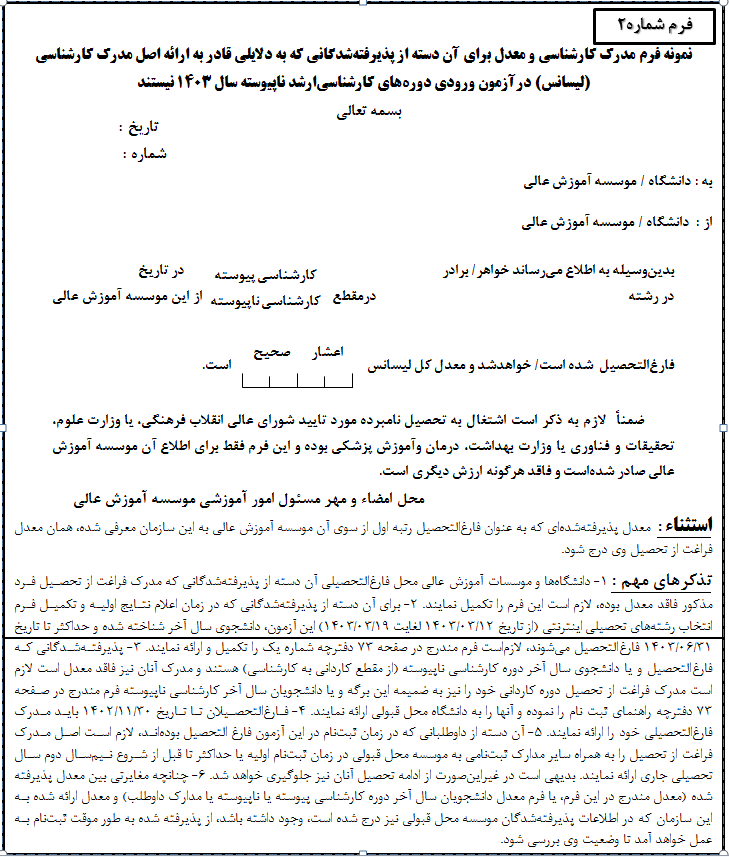 فرم شماره۲
نمونه فرم مدرک کارشناسی و معدل برای آن دسته از پذیرفته‌شدگانی که به دلایلی قادر به ارائه اصل مدرک کارشناسی
(لیسانس) در آزمون ورودی دوره‌های کارشناسی‌ارشد ناپیوسته سال ۱۴۰۳ نیستند
بسمه تعالی
تاریخ :
شماره :
به : دانشگاه / موسسه آموزش عالی
از : دانشگاه / موسسه آموزش عالی
بدین‌وسیله به اطلاع می‌رساند خواهر/ برادر
در رشته
درمقطع
کارشناسی پیوسته
کارشناسی ناپیوسته
در تاریخ
از این موسسه آموزش عالی
اعشار صحیح
فارغ‌التحصیل شده است/ خواهدشد و معدل کل لیسانس است.
ضمناً لازم به ذکر است اشتغال به تحصیل نامبرده مورد تایید شورای عالی انقلاب فرهنگی، یا وزارت علوم،
تحقیقات و فناوری یا وزارت بهداشت، درمان وآموزش پزشکی بوده و این فرم فقط برای اطلاع آن موسسه آموزش
عالی صادر شده‌است و فاقد هرگونه ارزش دیگری است.
محل امضاء و مهر مسئول امور آموزشی موسسه آموزش عالی
استثناء : معدل پذیرفته‌شده‌ای که به عنوان فارغ‌التحصیل رتبه اول از سوی آن موسسه آموزش عالی به این سازمان معرفی شده، همان معدل
فراغت از تحصیل وی درج شود.
تذکرهای مهم : ۱- دانشگاه‌ها و موسسات آموزش عالی محل فارغ‌التحصیلی آن دسته از پذیرفته‌شدگانی که مدرک فراغت از تحصیل فرد
مذکور فاقد معدل بوده، لازم است این فرم را تکمیل نمایند. ۲- برای آن دسته از پذیرفته‌شدگانی که در زمان اعلام نتایج اولیه و تکمیل فرم
انتخاب رشته‌های تحصیلی اینترنتی (از تاریخ ۱۴۰۳/۰۳/۱۲ لغایت ۱۴۰۳/۰۳/۱۹) این آزمون، دانشجوی سال آخر شناخته شده و حداکثر تا تاریخ
۱۴۰۳/۰۶/۳۱ فارغ‌التحصیل می‌شوند، لازم‌است فرم مندرج در صفحه ۷۳ دفترچه شماره یک را تکمیل و ارائه نمایند. ۳- پذیرفته‌شدگانی که
فارغ‌التحصیل و یا دانشجوی سال آخر دوره کارشناسی ناپیوسته (از مقطع کاردانی به کارشناسی) هستند و مدرک آنان نیز فاقد معدل است لازم
است مدرک فراغت از تحصیل دوره کاردانی خود را نیز به ضمیمه این برگه و یا دانشجویان سال آخر کارشناسی ناپیوسته فرم مندرج در صفحه
۷۳ دفترچه راهنمای ثبت نام را نموده و آنها را به دانشگاه محل قبولی ارائه نمایند. ۴- فارغ‌التحصیلان تا تاریخ ۱۴۰۲/۱۱/۳۰ باید مدرک
فارغ‌التحصیلی خود را ارائه نمایند. ۵- آن دسته از داوطلبانی که در زمان ثبت‌نام در این آزمون فارغ التحصیل بوده‌اند، لازم است اصل مدرک
فراغت از تحصیل را به همراه سایر مدارک ثبت‌نامی به موسسه محل قبولی در زمان ثبت‌نام اولیه یا حداکثر تا قبل از شروع نیم‌سال دوم سال
تحصیلی جاری ارائه نمایند. بدیهی است در غیراین‌صورت از ادامه تحصیل آنان نیز جلوگیری خواهد شد. ۶- چنانچه مغایرتی بین معدل پذیرفته
شده (معدل مندرج در این فرم، یا فرم معدل دانشجویان سال آخر دوره کارشناسی پیوسته یا ناپیوسته یا مدارک داوطلب) و معدل ارائه شده به
این سازمان که در اطلاعات پذیرفته‌شدگان موسسه محل قبولی نیز درج شده است، وجود داشته باشد، از پذیرفته شده به طور موقت ثبت‌نام به
عمل خواهد آمد تا وضعیت وی بررسی شود.